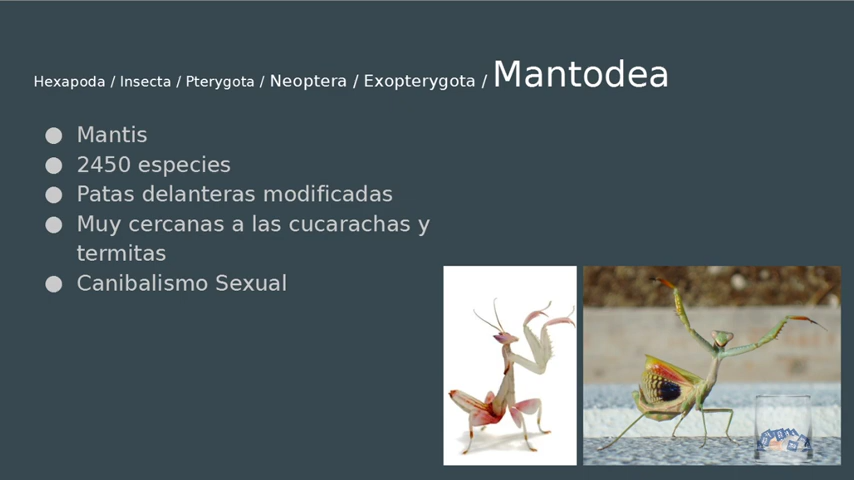 Hexapoda / Insecta / Pterygota / Neoptera / Exopterygota / Mantodea
● Mantis
● 2450 especies
● Patas delanteras modificadas
● Muy cercanas a las cucarachas y
termitas
● Canibalismo Sexual